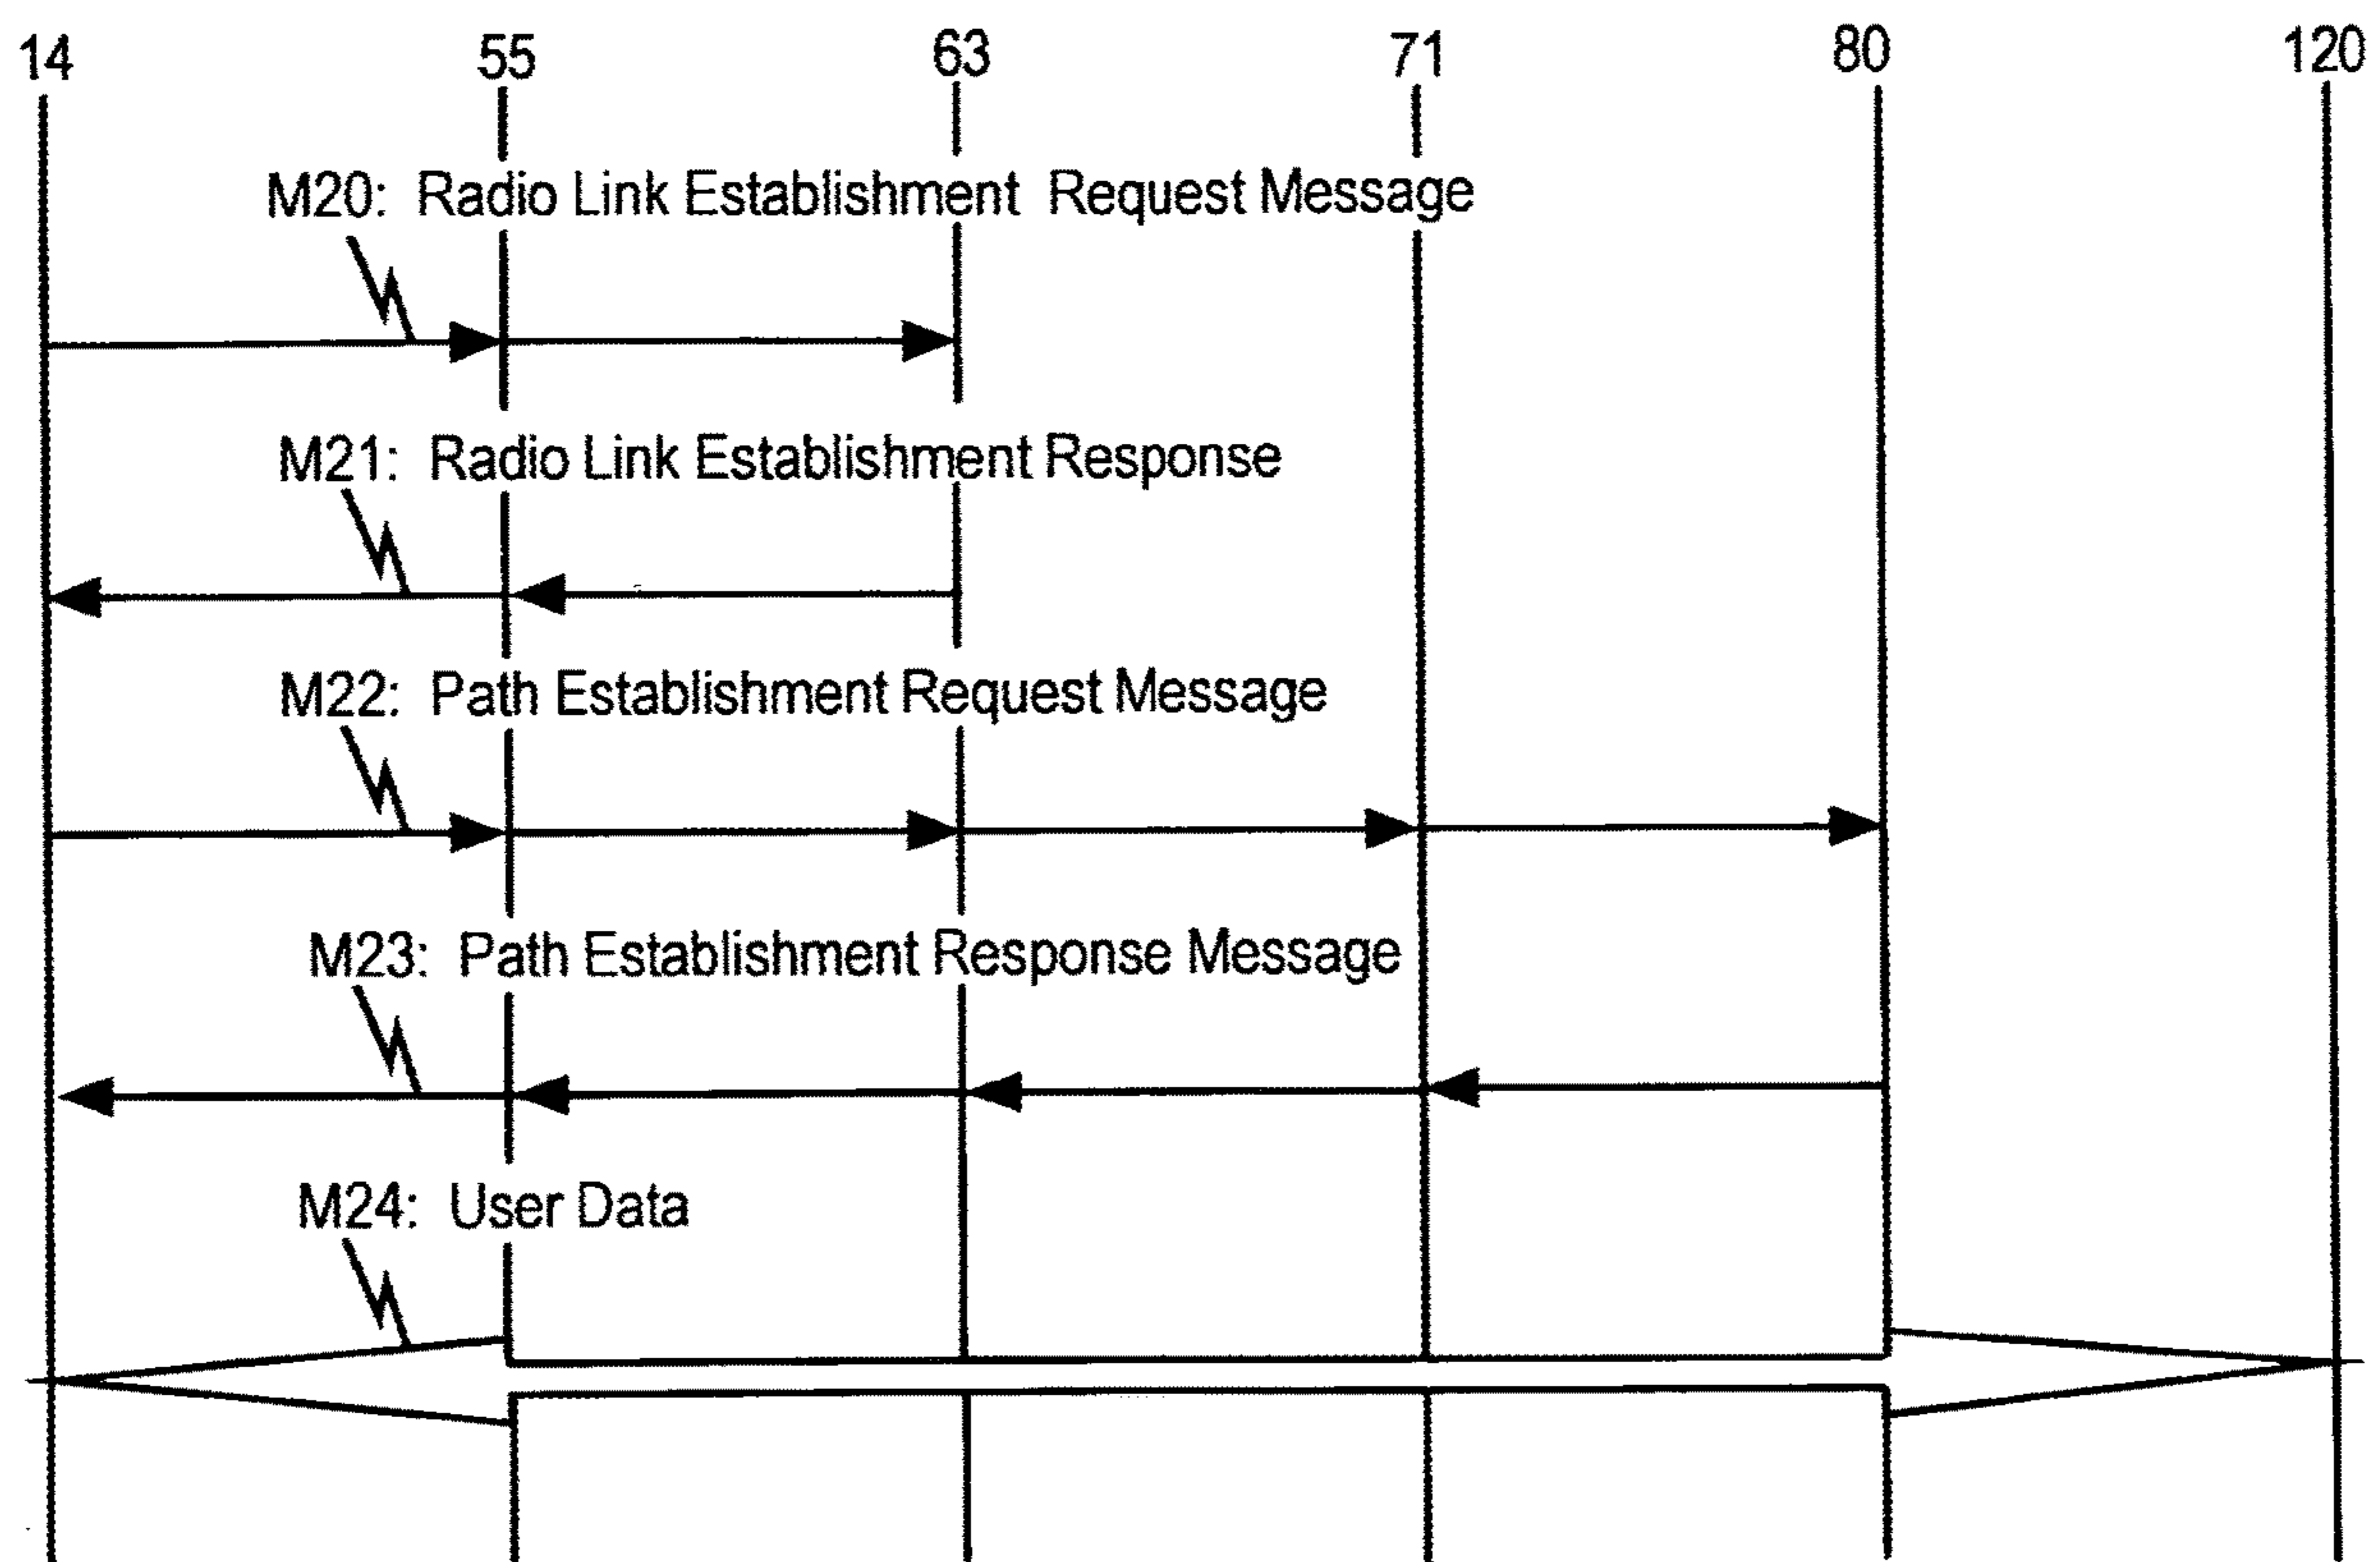 14 55 63 71 80 120
M20: Radio Link Establishment Request Message
M21: Radio Link Establishment Response
M22: Path Establishment Request Message
M23: Path Establishment Response Message
M24: User Data